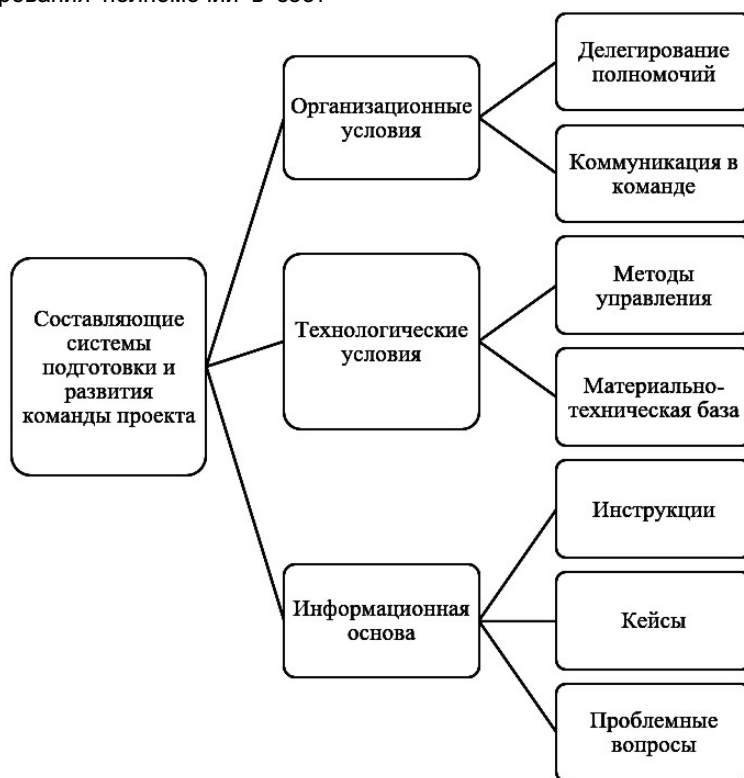 полномочий в
Делегирование
полномочий
Организационные
условия
Коммуникация в
команде
Методы
управления
Составляющие
системы
подготовки и
развития
команды проекта
Технологические
условия
Материально-
техническая база
Инструкции
Информационная
основа
Кейсы
Проблемные
вопросы